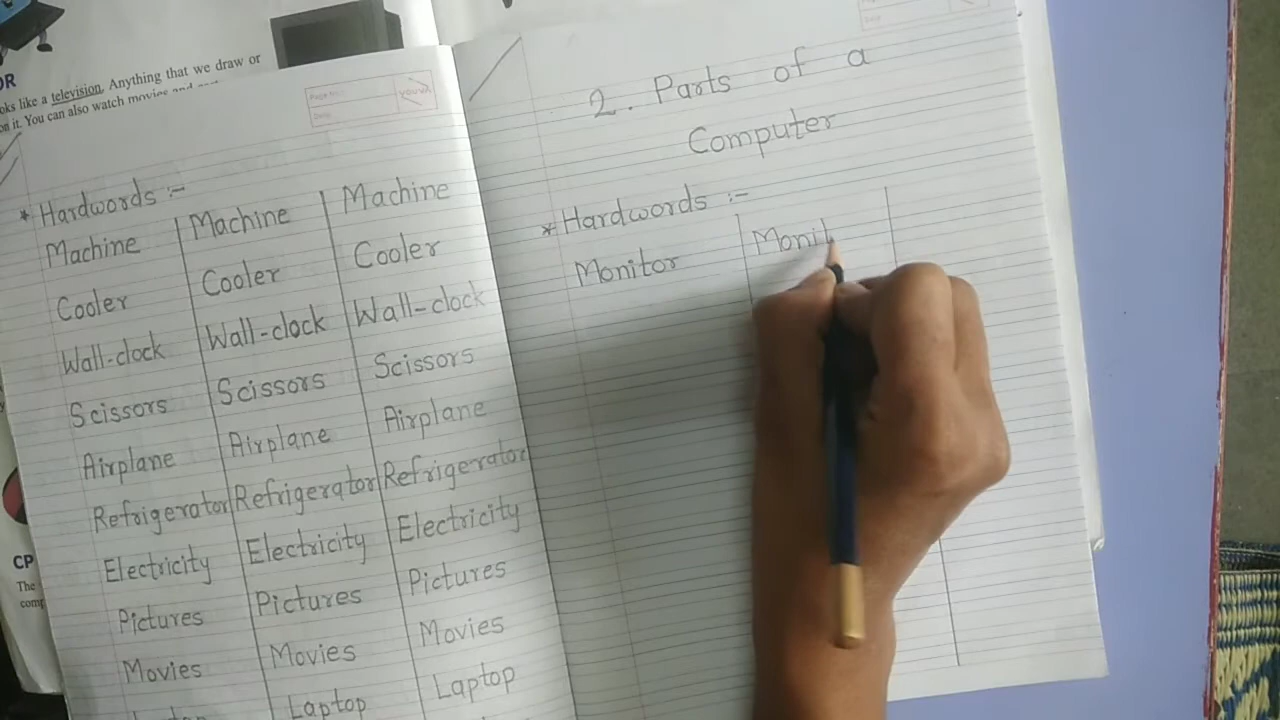 OR
oks like a television. Anything that we draw or
on it. You can also watch movies and
* Hardwords :-
Machine Machine Machine
Cooler Cooler Cooler
Wall-clock Wall-clock Wall-clock
Scissors Scissors Scissors
Airplane Airplane Airplane
Refrigerator Refrigerator Refrigerator
Electricity Electricity Electricity
Pictures Pictures Pictures
Movies Movies Movies
Laptop Laptop
CP
The
comp
YOUVA
2. Parts of a
Computer
* Hardwords :-
Monitor Monit